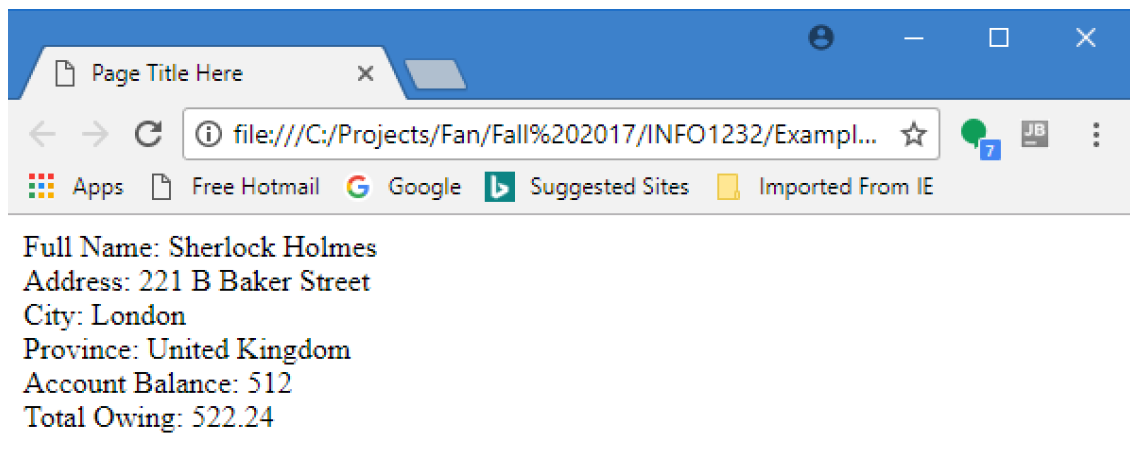 Page Title Here
file:///C:/Projects/Fan/Fall%202017/INFO1232/Exampl...
7
JB
Apps Free Hotmail Google Suggested Sites Imported From IE
Full Name: Sherlock Holmes
Address: 221 B Baker Street
City: London
Province: United Kingdom
Account Balance: 512
Total Owing: 522.24